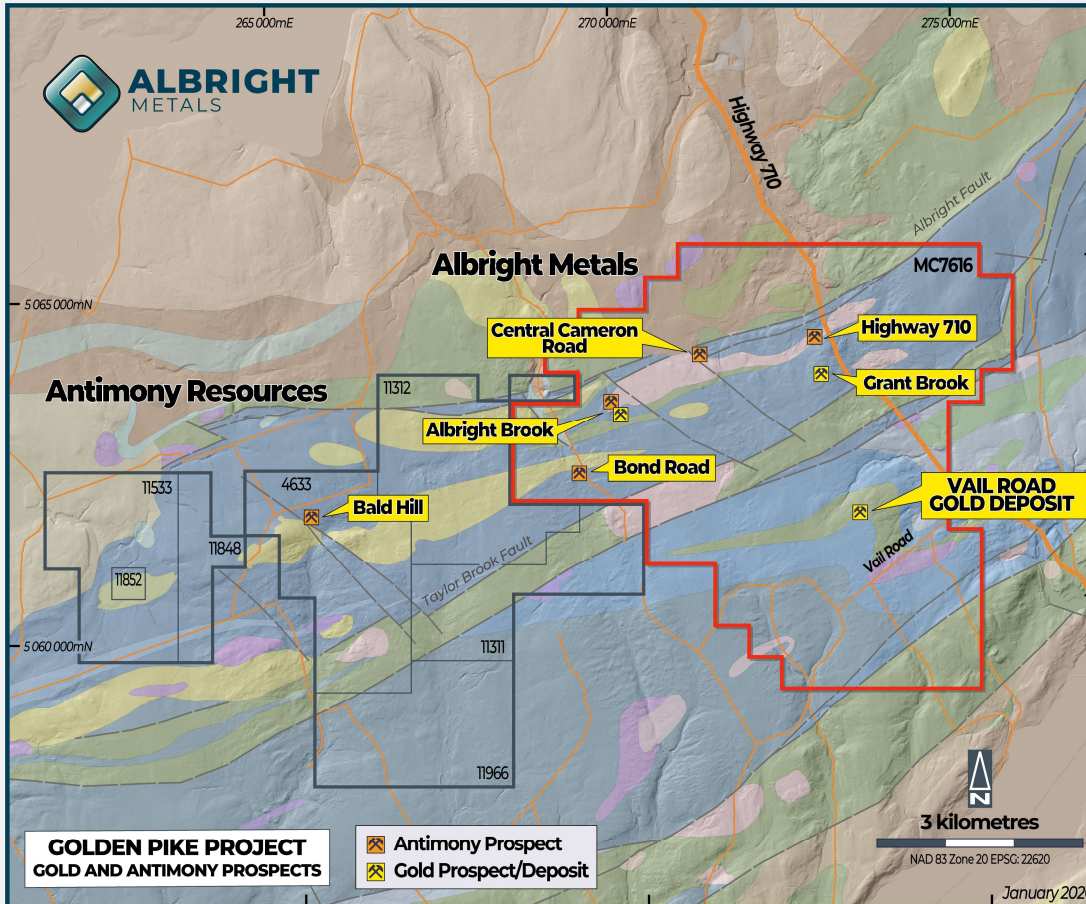 265 000mE
270 000mE
275 000mE
ALBRIGHT
METALS
Highway 710
Albright Fault
Albright Metals
MC7616
5 065 000mN
Central Cameron
Road
Highway 710
Antimony Resources
11312
Grant Brook
Albright Brook
Bond Road
VAIL ROAD
GOLD DEPOSIT
11533
4633
Bald Hill
11848
Vail Road
11852
Taylor Brook Fault
5 060 000mN
11311
11966
N
3 kilometres
NAD 83 Zone 20 EPSG: 22620
GOLDEN PIKE PROJECT
GOLD AND ANTIMONY PROSPECTS
Antimony Prospect
Gold Prospect/Deposit
January